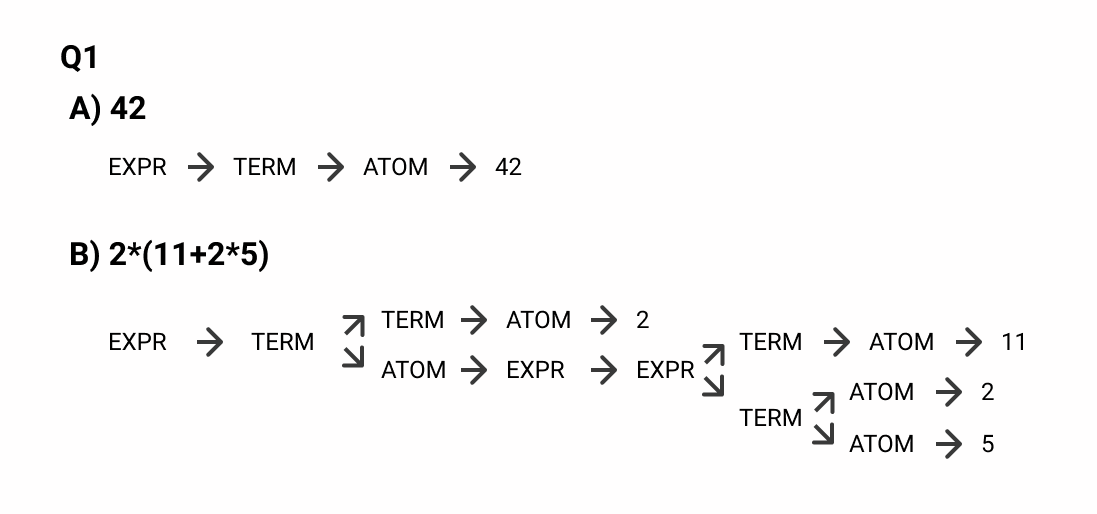 Q1
A) 42
EXPR → TERM → ATOM → 42
B) 2*(11+2*5)
EXPR → TERM
↗ TERM → ATOM → 2
↘ ATOM → EXPR → EXPR
↗ TERM → ATOM → 11
↘ TERM
↗ ATOM → 2
↘ ATOM → 5